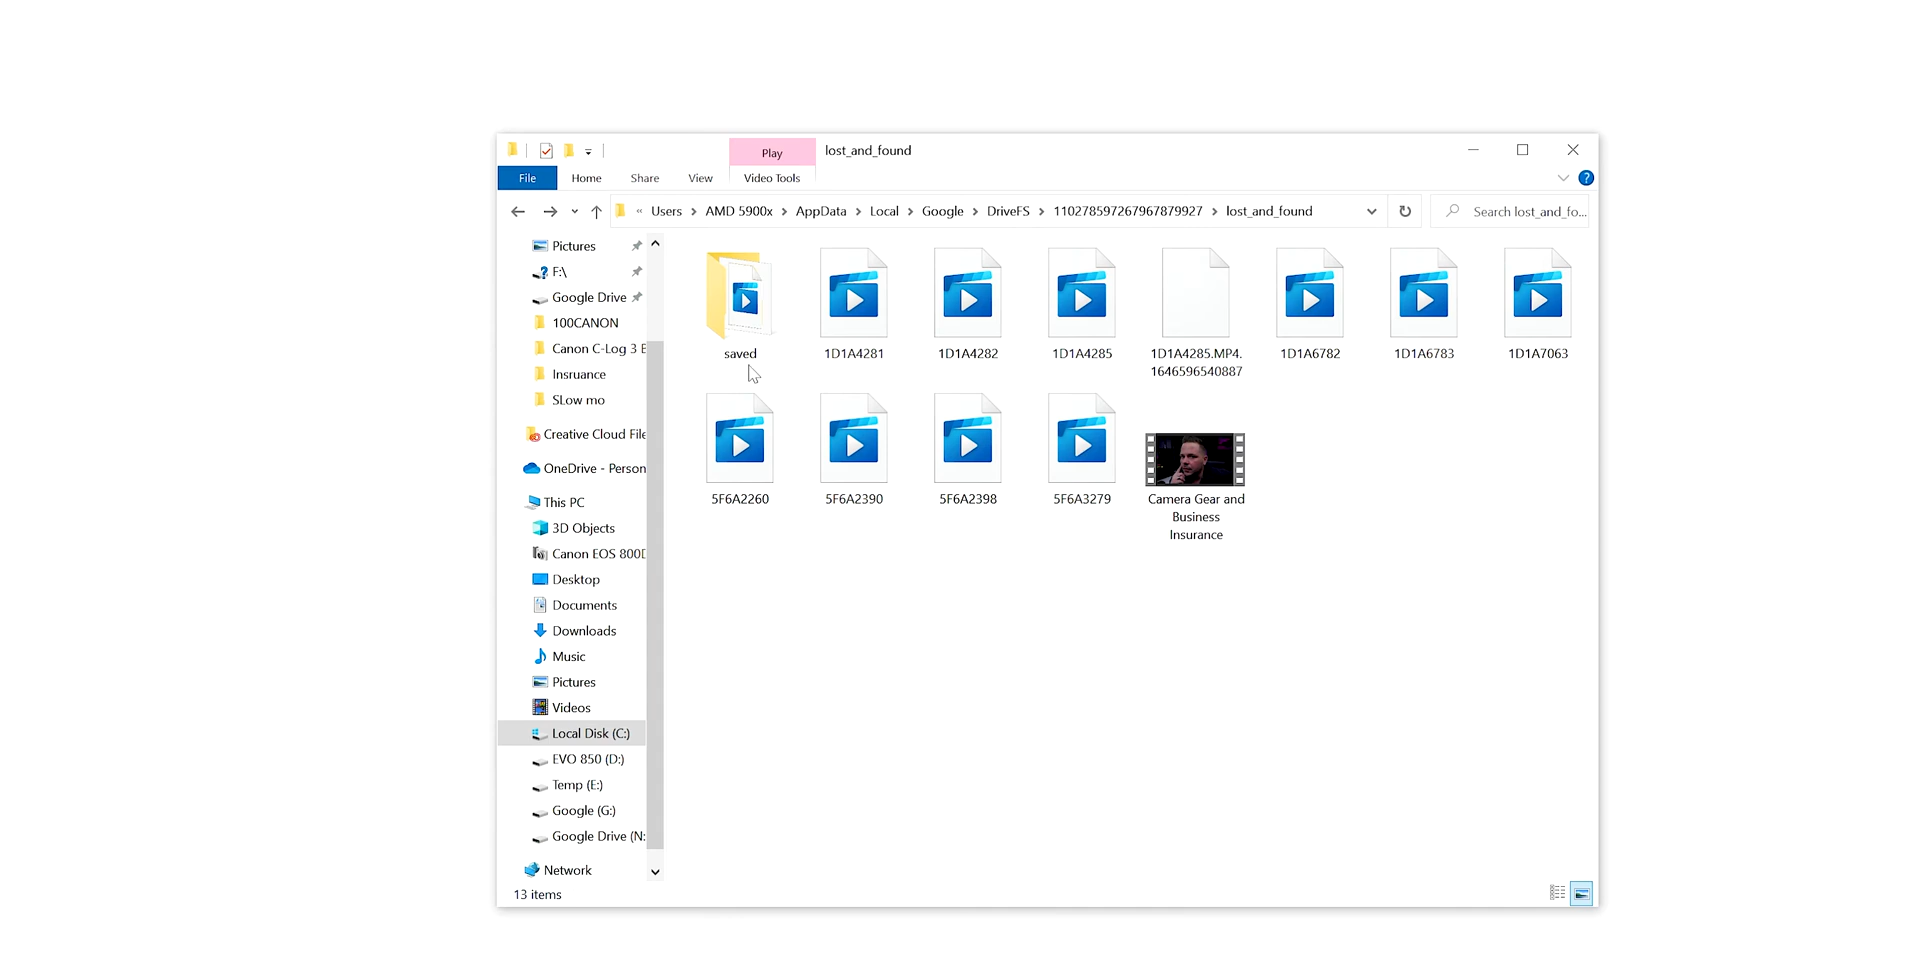 Play
lost_and_found
File
Home
Share
View
Video Tools
« Users > AMD 5900x > AppData > Local > Google > DriveFS > 110278597267967879927 > lost_and_found
Search lost_and_fo...
Pictures
F:\
Google Drive
100CANON
Canon C-Log 3 E
Insruance
SLow mo
Creative Cloud File
OneDrive - Person
This PC
3D Objects
Canon EOS 800D
Desktop
Documents
Downloads
Music
Pictures
Videos
Local Disk (C:)
EVO 850 (D:)
Temp (E:)
Google (G:)
Google Drive (N:
Network
saved
1D1A4281
1D1A4282
1D1A4285
1D1A4285.MP4.
1646596540887
1D1A6782
1D1A6783
1D1A7063
5F6A2260
5F6A2390
5F6A2398
5F6A3279
Camera Gear and
Business
Insurance
13 items